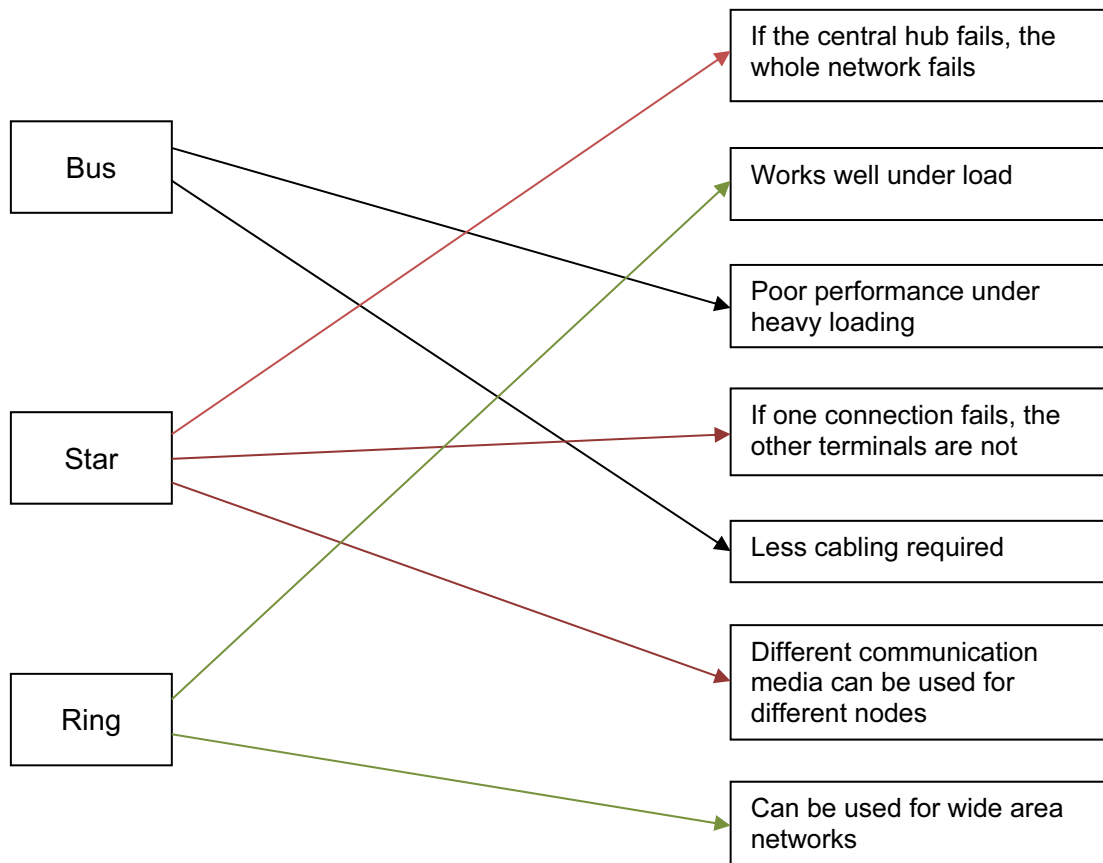 Bus
Star
Ring
If the central hub fails, the
whole network fails
Works well under load
Poor performance under
heavy loading
If one connection fails, the
other terminals are not
Less cabling required
Different communication
media can be used for
different nodes
Can be used for wide area
networks